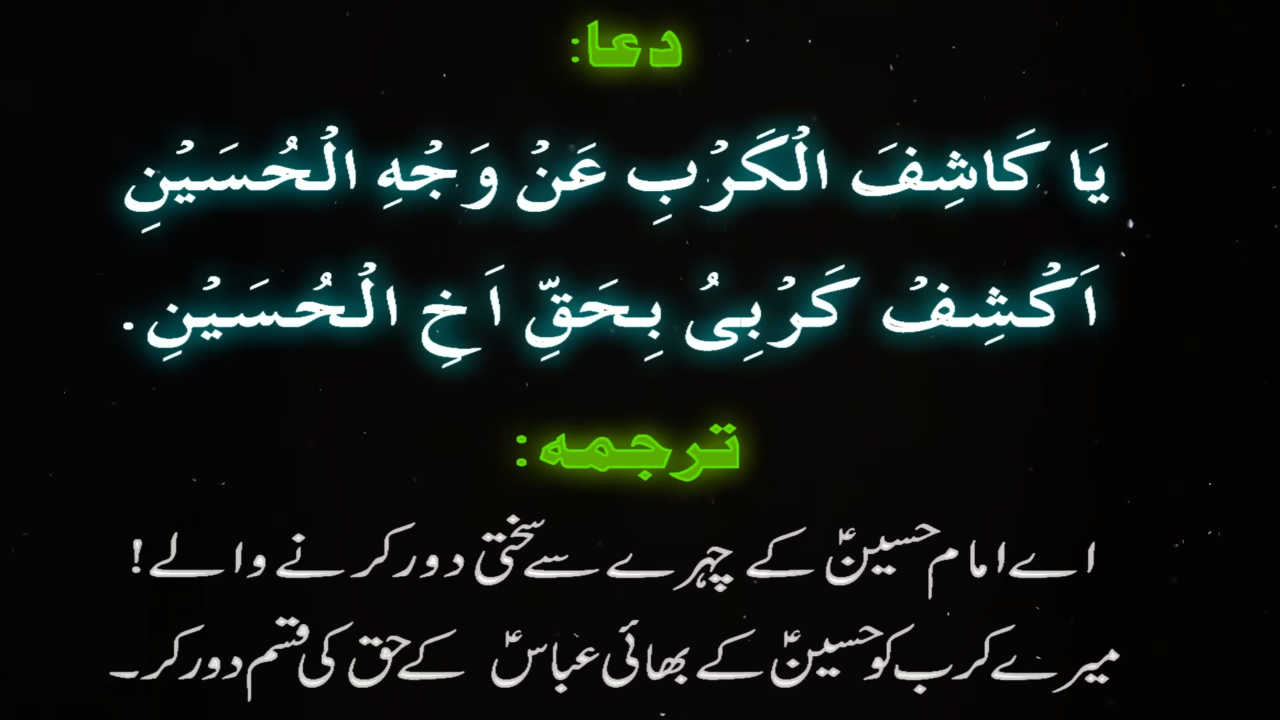 دعا:
يَا كَاشِفَ الْكَرْبِ عَنْ وَجْهِ الْحُسَيْنِ
اَكْشِفْ كَرْبِىْ بِحَقِّ اَخِ الْحُسَيْنِ.
ترجمه:
اے امام حسینؑ کے چہرے سے سختی دور کرنے والے!
میرے کرب کو حسینؑ کے بھائی عباسؑ کے حق کی قسم دور کر۔